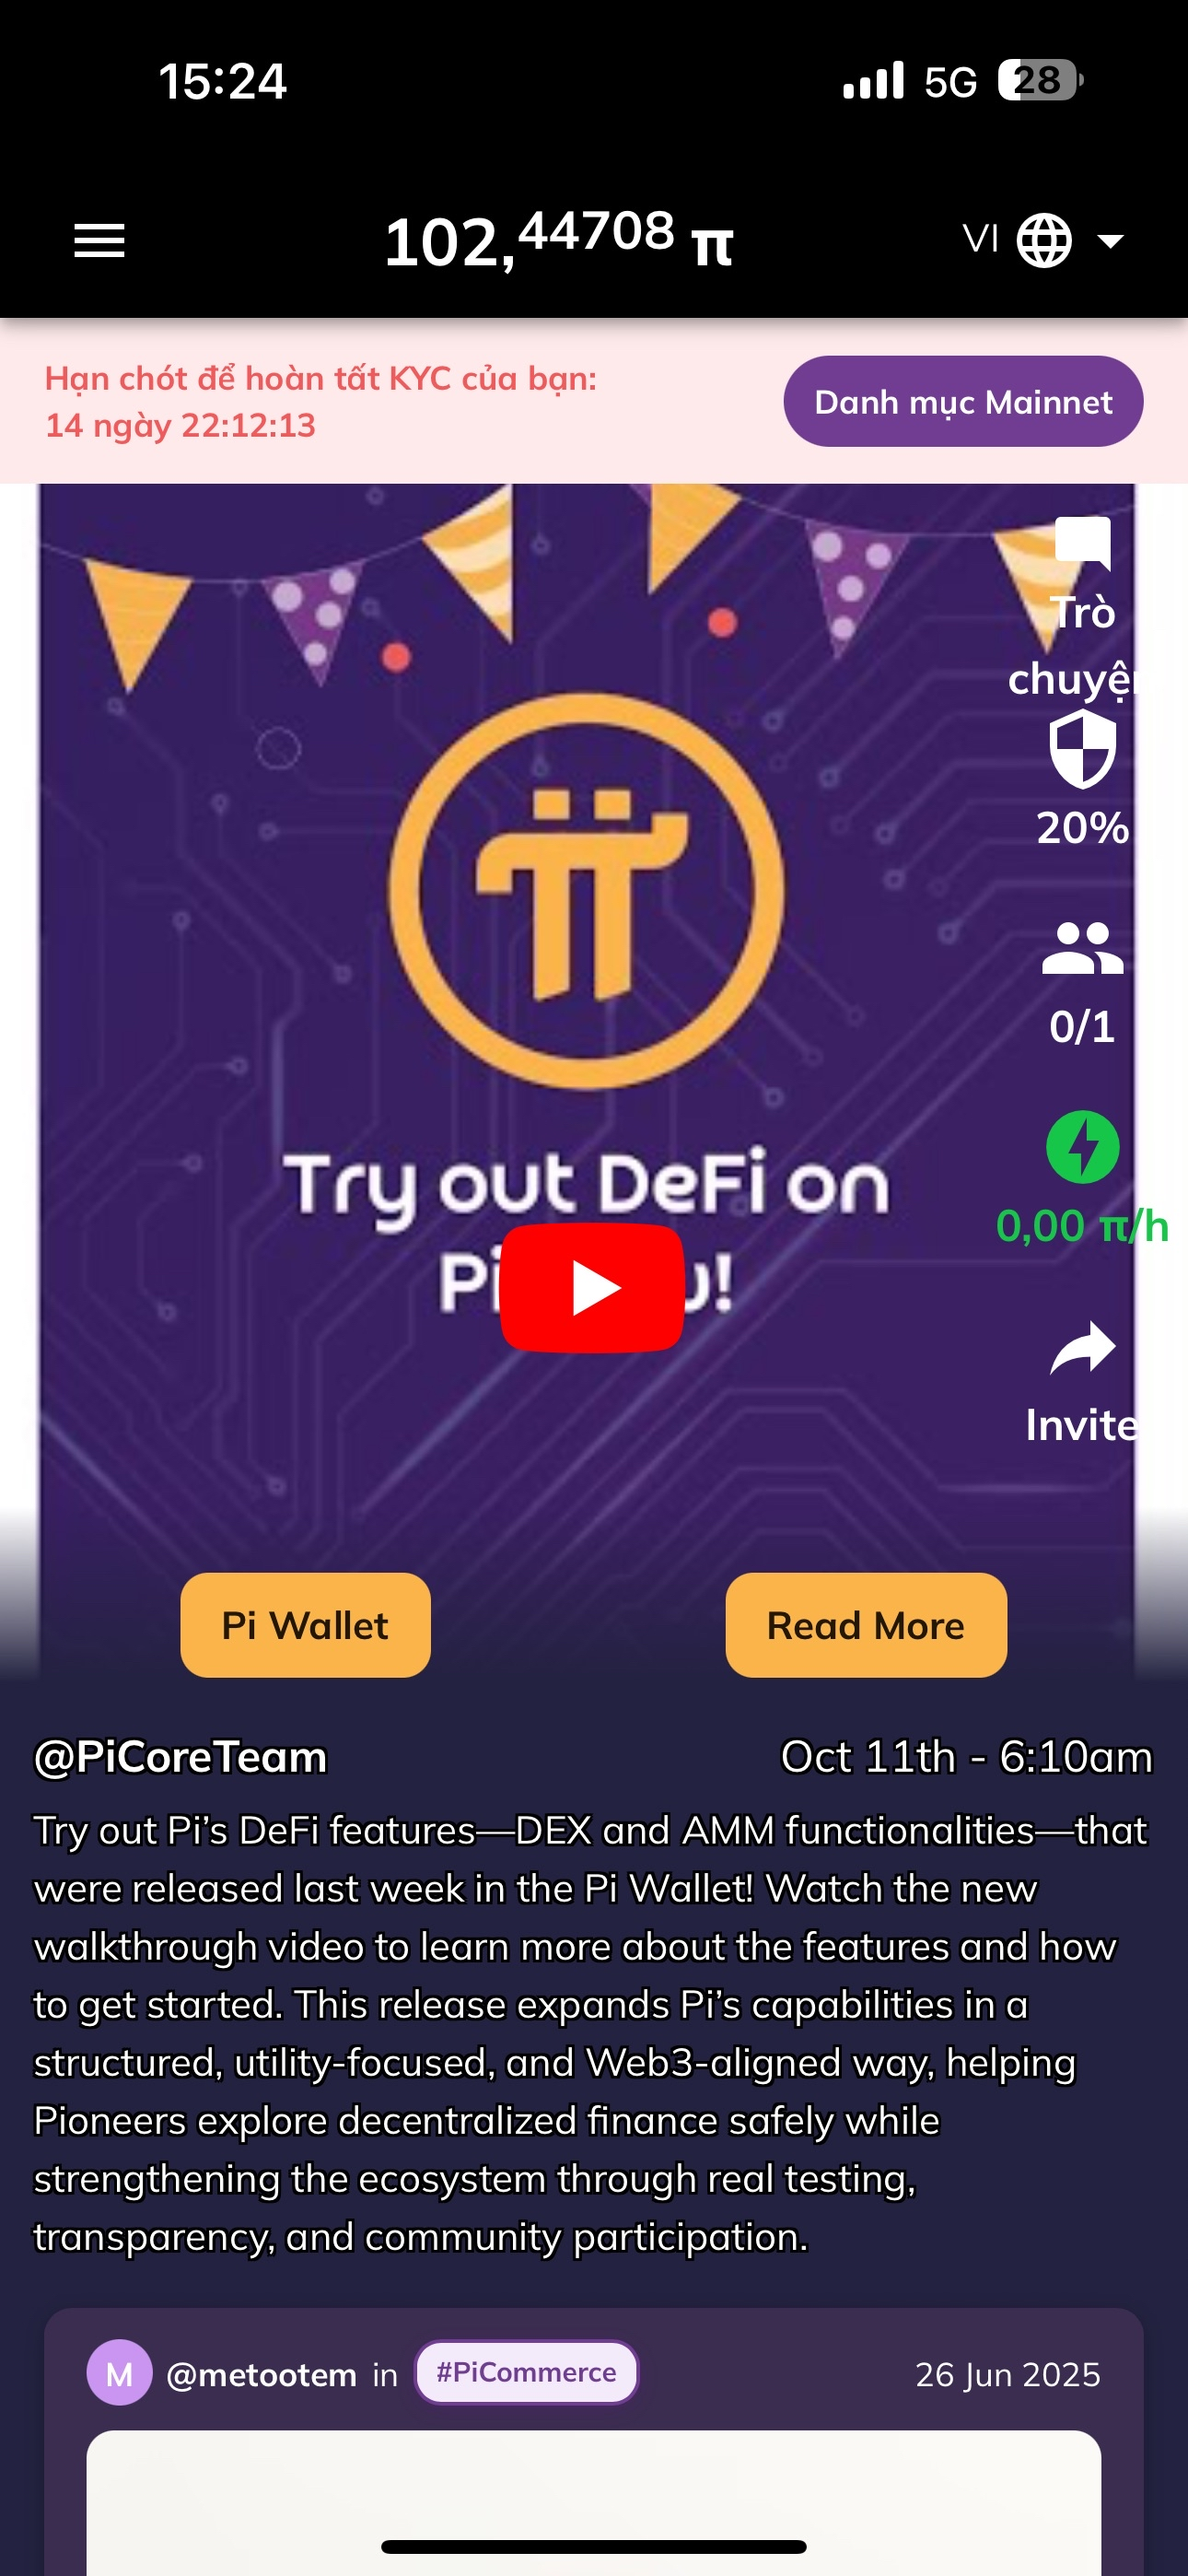 15:24
5G
28
102,44708 π
VI
Hạn chót để hoàn tất KYC của bạn:
14 ngày 22:12:13
Danh mục Mainnet
Trò
20%
0/1
Try out DeFi on
0,00 π/h
Invite
Pi Wallet
Read More
@PiCoreTeam
Oct 11th - 6:10am
Try out Pi’s DeFi features—DEX and AMM functionalities—that
were released last week in the Pi Wallet! Watch the new
walkthrough video to learn more about the features and how
to get started. This release expands Pi’s capabilities in a
structured, utility-focused, and Web3-aligned way, helping
Pioneers explore decentralized finance safely while
strengthening the ecosystem through real testing,
transparency, and community participation.
M
@metootem in #PiCommerce
26 Jun 2025